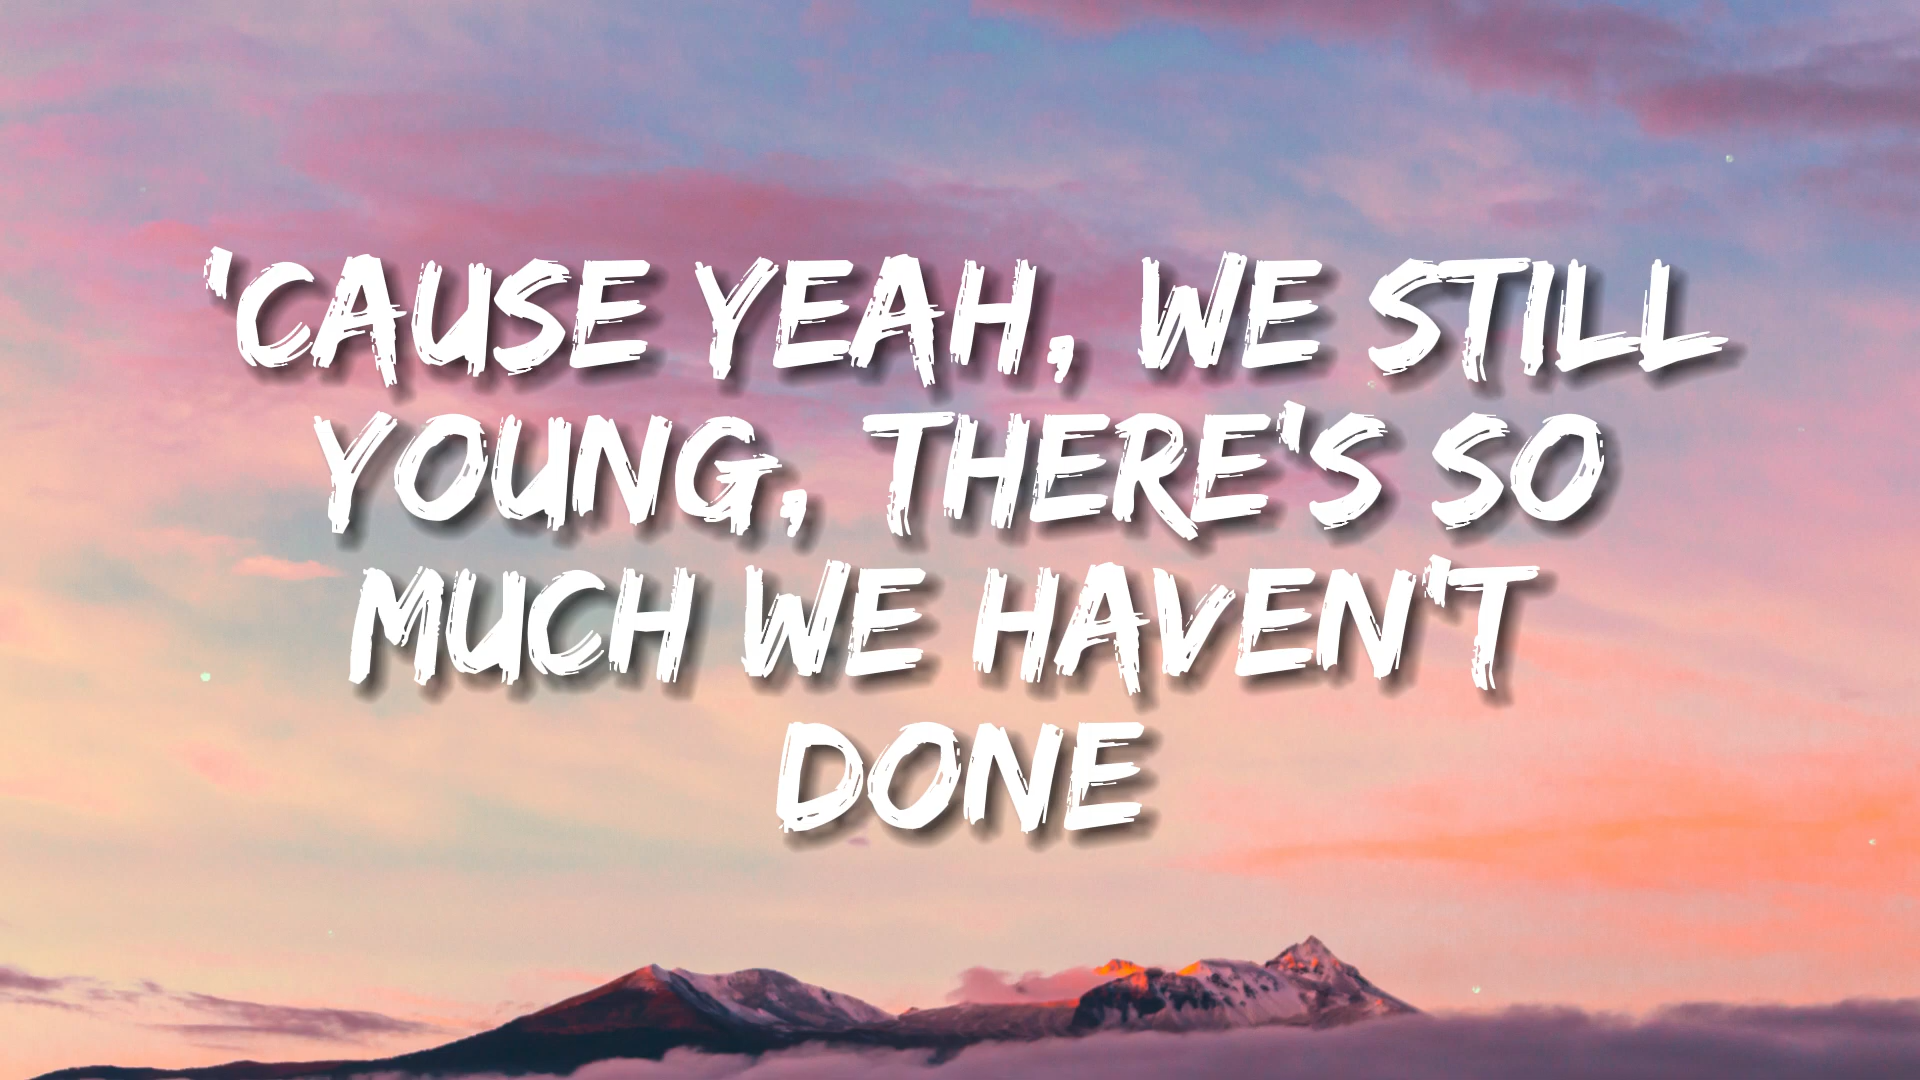 'CAUSE YEAH, WE STILL
YOUNG, THERE'S SO
MUCH WE HAVEN'T
DONE